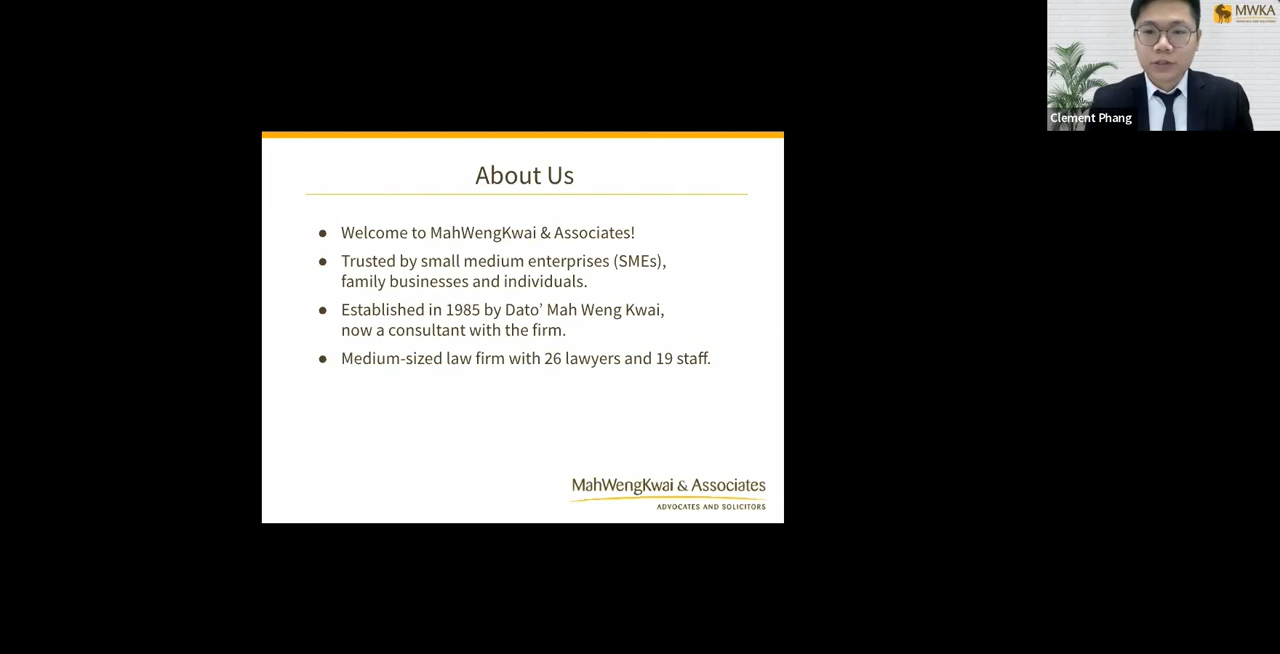 MWKA
Clement Phang
About Us
● Welcome to MahWengKwai & Associates!
● Trusted by small medium enterprises (SMEs),
family businesses and individuals.
● Established in 1985 by Dato’ Mah Weng Kwai,
now a consultant with the firm.
● Medium-sized law firm with 26 lawyers and 19 staff.
MahWengKwai & Associates
ADVOCATES AND SOLICITORS